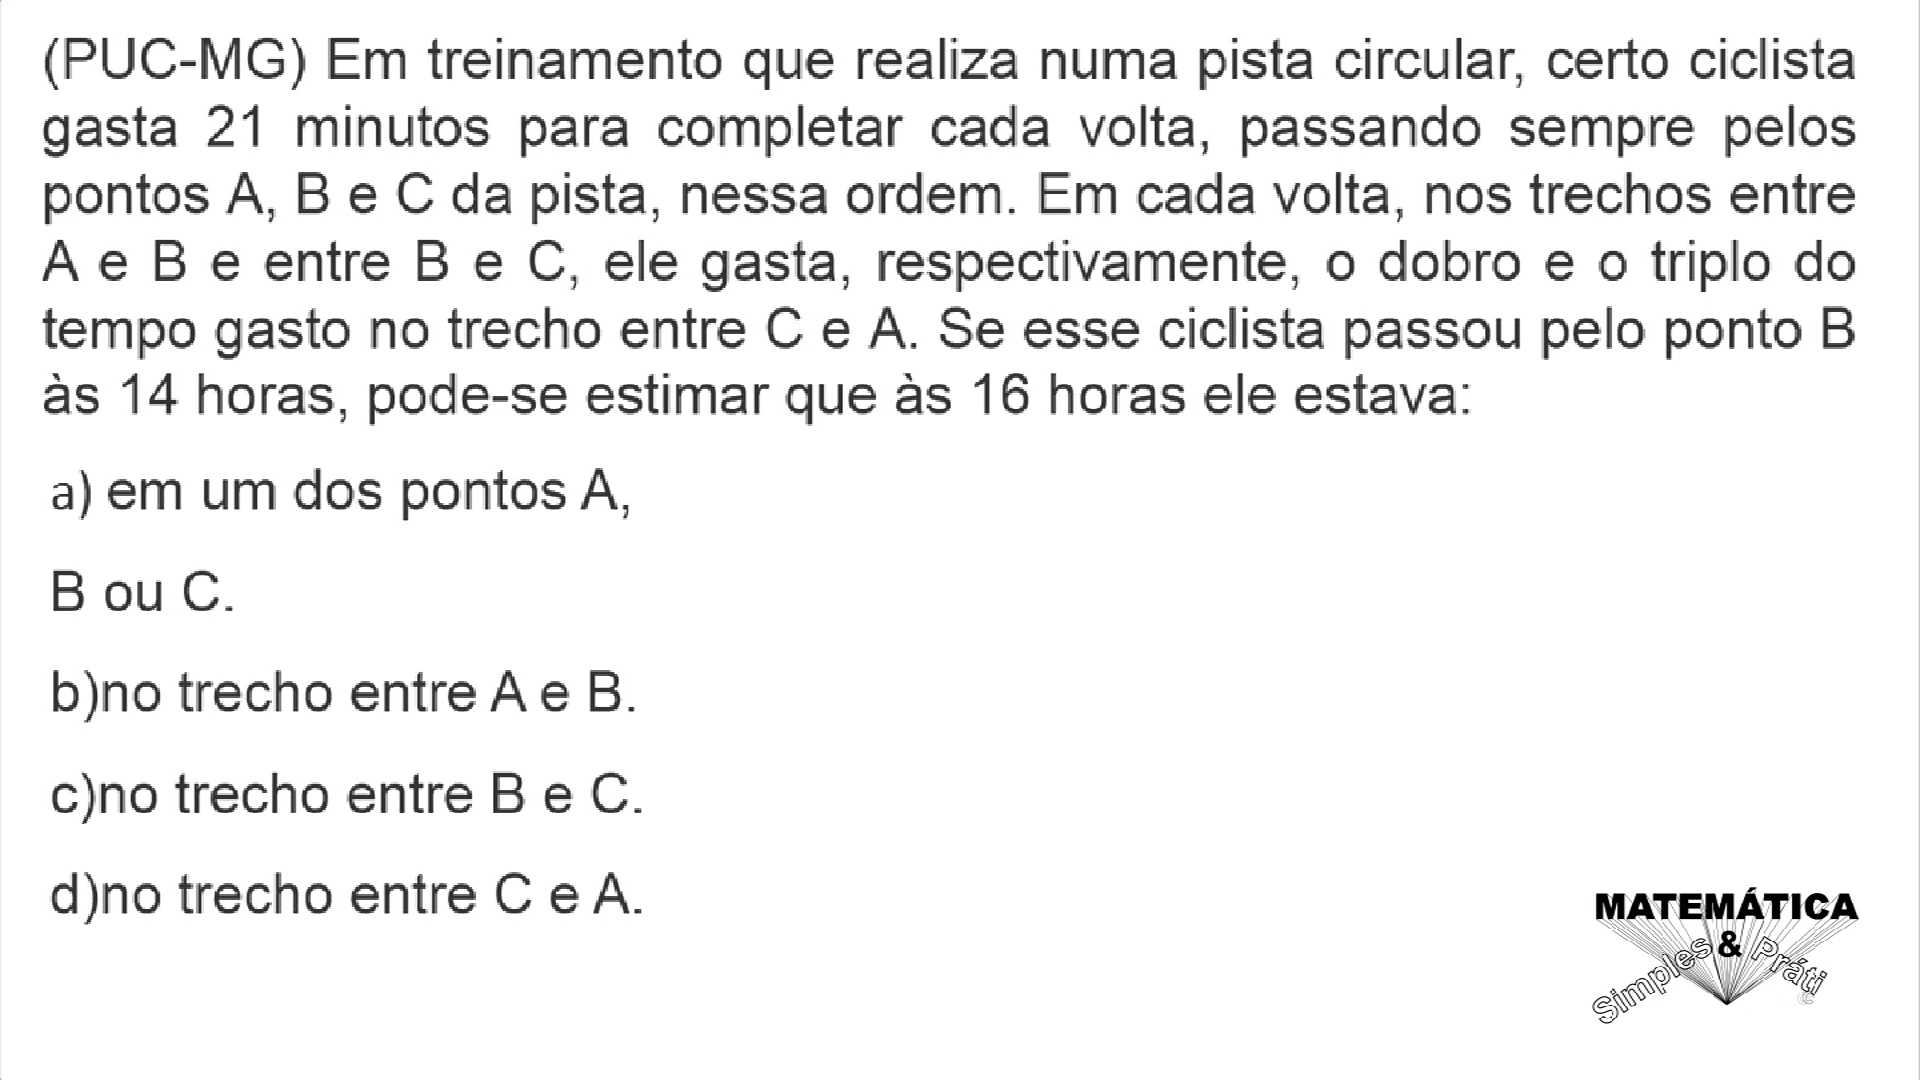 (PUC-MG) Em treinamento que realiza numa pista circular, certo ciclista
gasta 21 minutos para completar cada volta, passando sempre pelos
pontos A, B e C da pista, nessa ordem. Em cada volta, nos trechos entre
A e B e entre B e C, ele gasta, respectivamente, o dobro e o triplo do
tempo gasto no trecho entre C e A. Se esse ciclista passou pelo ponto B
às 14 horas, pode-se estimar que às 16 horas ele estava:
a) em um dos pontos A,
B ou C.
b)no trecho entre A e B.
c)no trecho entre B e C.
d)no trecho entre C e A.
MATEMÁTICA
&
Simples Práti